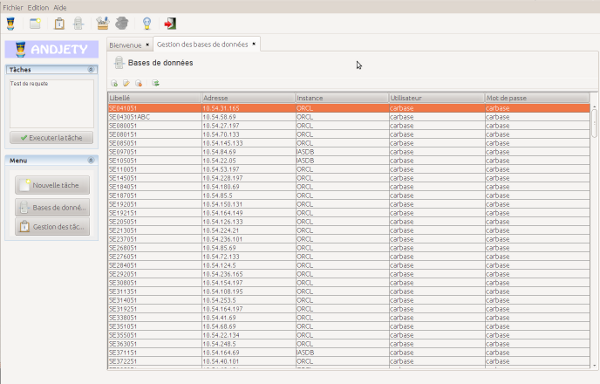 Fichier Edition Aide
ANDJETY
Tâches
Test de requete
Executer la tâche
Menu
Nouvelle tâche
Bases de donné...
Gestion des tâc...
Bienvenue
Gestion des bases de données
Bases de données
Libellé Adresse Instance Utilisateur Mot de passe
SE041051 10.54.31.165 ORCL carbase carbase
SE043051ABC 10.54.58.69 ORCL carbase carbase
SE080051 10.54.27.197 ORCL carbase carbase
SE080151 10.54.70.133 ORCL carbase carbase
SE085051 10.54.145.133 ORCL carbase carbase
SE097051 10.54.84.69 IASDB carbase carbase
SE105051 10.54.22.05 IASDB carbase carbase
SE118051 10.54.53.197 ORCL carbase carbase
SE145051 10.54.228.197 ORCL carbase carbase
SE184051 10.54.180.69 ORCL carbase carbase
SE187051 10.54.85.5 ORCL carbase carbase
SE192051 10.54.150.131 ORCL carbase carbase
SE192151 10.54.164.149 ORCL carbase carbase
SE205051 10.54.126.133 ORCL carbase carbase
SE213051 10.54.224.21 ORCL carbase carbase
SE237051 10.54.236.101 ORCL carbase carbase
SE268051 10.54.85.69 ORCL carbase carbase
SE276051 10.54.72.133 ORCL carbase carbase
SE284051 10.54.124.5 ORCL carbase carbase
SE292051 10.54.236.165 ORCL carbase carbase
SE308051 10.54.154.197 ORCL carbase carbase
SE311351 10.54.108.195 ORCL carbase carbase
SE314051 10.54.253.5 ORCL carbase carbase
SE319251 10.54.164.197 ORCL carbase carbase
SE338051 10.54.41.69 ORCL carbase carbase
SE351051 10.54.68.69 ORCL carbase carbase
SE355051 10.54.22.134 ORCL carbase carbase
SE363051 10.54.248.5 ORCL carbase carbase
SE371151 10.54.164.69 IASDB carbase carbase
SE372251 10.54.40.101 ORCL carbase carbase